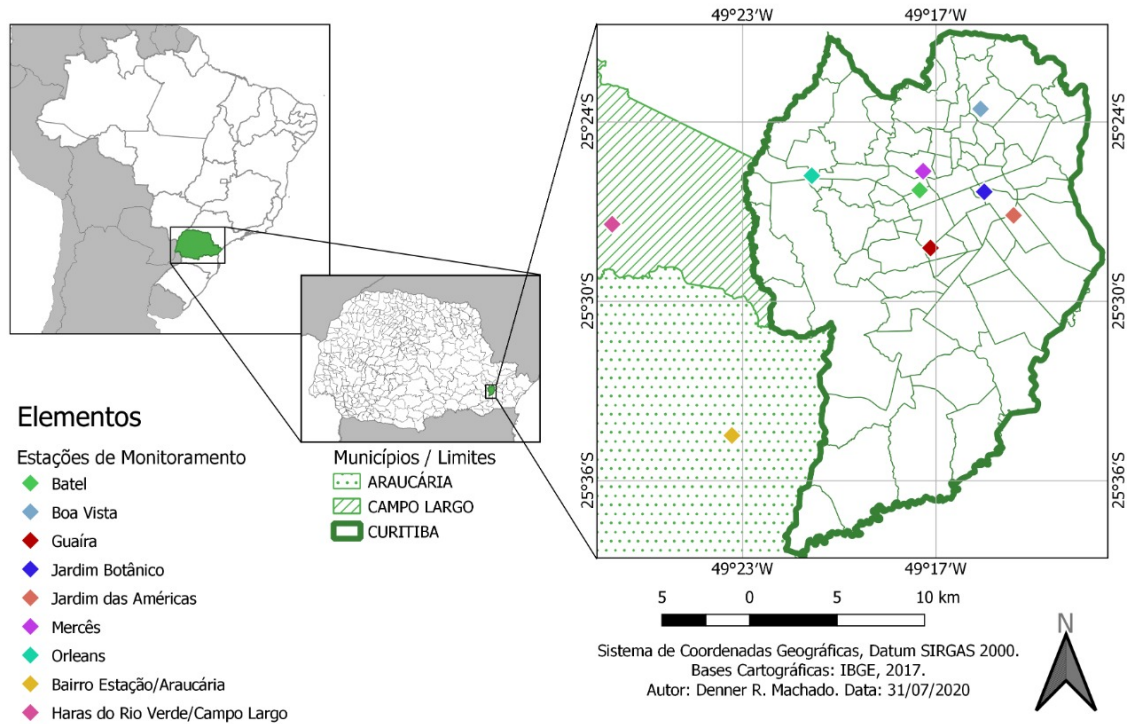 49°23'W 49°17'W
25°24'S 25°24'S
25°30'S 25°30'S
25°36'S 25°36'S
49°23'W 49°17'W
Elementos
Estações de Monitoramento
Batel
Boa Vista
Guaíra
Jardim Botânico
Jardim das Américas
Mercês
Orleans
Bairro Estação/Araucária
Haras do Rio Verde/Campo Largo
Municípios / Limites
ARAUCÁRIA
CAMPO LARGO
CURITIBA
5 0 5 10 km
Sistema de Coordenadas Geográficas, Datum SIRGAS 2000.
Bases Cartográficas: IBGE, 2017.
Autor: Denner R. Machado. Data: 31/07/2020
N